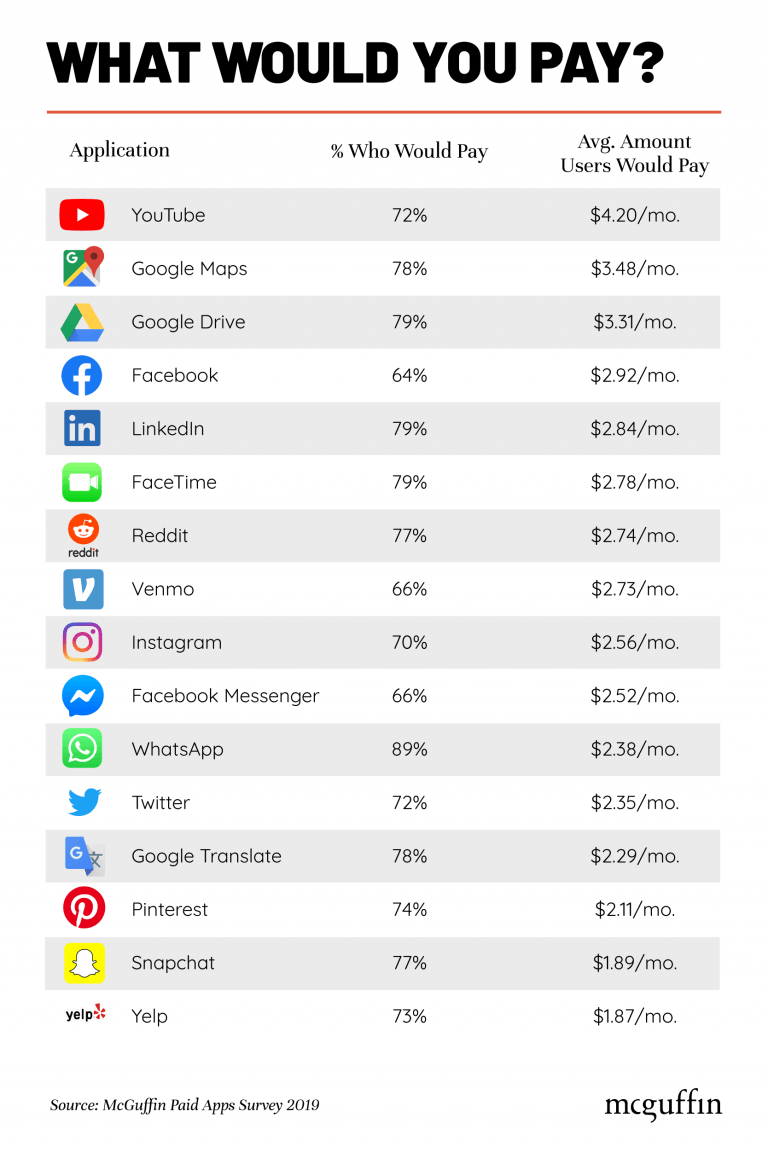 WHAT WOULD YOU PAY?
Application
% Who Would Pay
Avg. Amount
Users Would Pay
YouTube 72% $4.20/mo.
G
Google Maps 78% $3.48/mo.
Google Drive 79% $3.31/mo.
f
Facebook 64% $2.92/mo.
in
LinkedIn 79% $2.84/mo.
FaceTime 79% $2.78/mo.
reddit
Reddit 77% $2.74/mo.
V
Venmo 66% $2.73/mo.
Instagram 70% $2.56/mo.
Facebook Messenger 66% $2.52/mo.
WhatsApp 89% $2.38/mo.
Twitter 72% $2.35/mo.
G 文
Google Translate 78% $2.29/mo.
P
Pinterest 74% $2.11/mo.
Snapchat 77% $1.89/mo.
yelp
Yelp 73% $1.87/mo.
Source: McGuffin Paid Apps Survey 2019
mcguffin